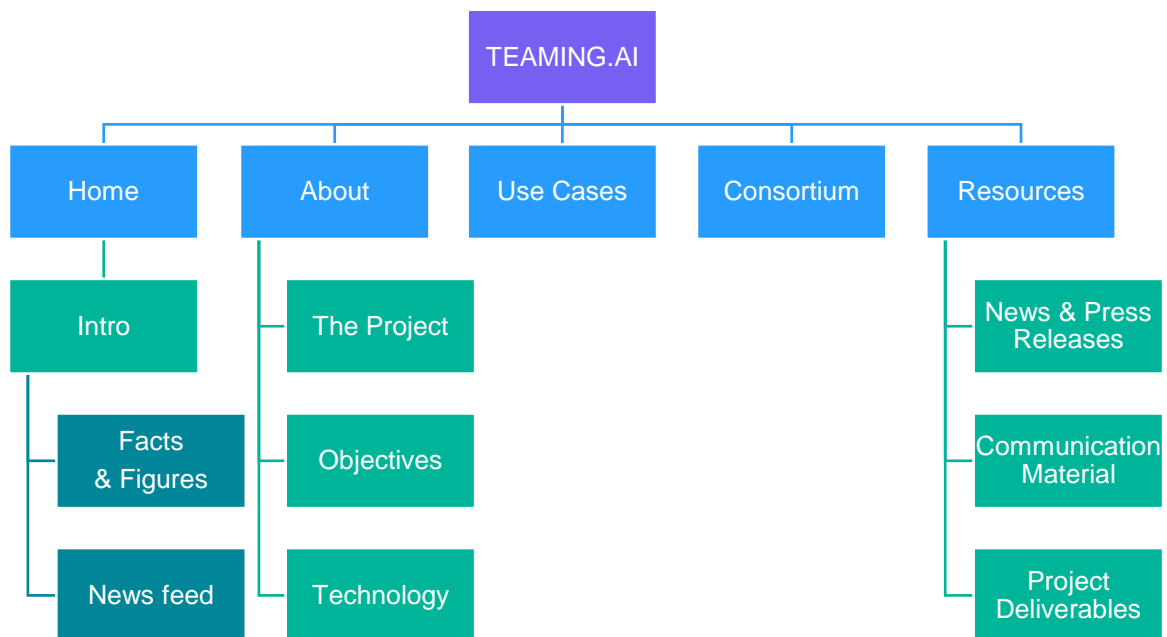 TEAMING.AI
Home
About
Use Cases
Consortium
Resources
Intro
The Project
News & Press
Releases
Facts
& Figures
Objectives
Communication
Material
News feed
Technology
Project
Deliverables